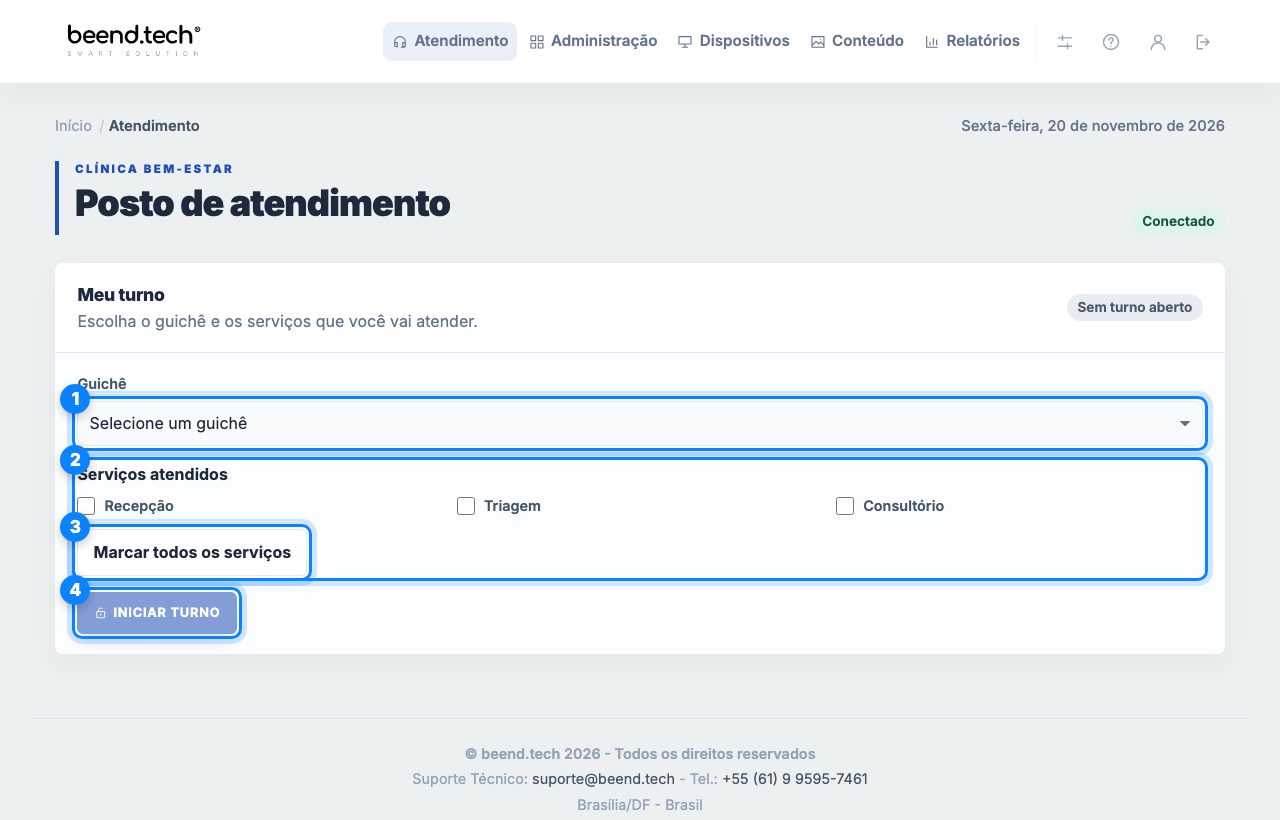 beend.tech®
SMART SOLUTION
Atendimento
Administração
Dispositivos
Conteúdo
Relatórios
Início / Atendimento
Sexta-feira, 20 de novembro de 2026
CLÍNICA BEM-ESTAR
Posto de atendimento
Conectado
Meu turno
Escolha o guichê e os serviços que você vai atender.
Sem turno aberto
Guichê
1
Selecione um guichê
2
Serviços atendidos
Recepção
Triagem
Consultório
3
Marcar todos os serviços
4
INICIAR TURNO
© beend.tech 2026 - Todos os direitos reservados
Suporte Técnico: suporte@beend.tech - Tel.: +55 (61) 9 9595-7461
Brasília/DF - Brasil